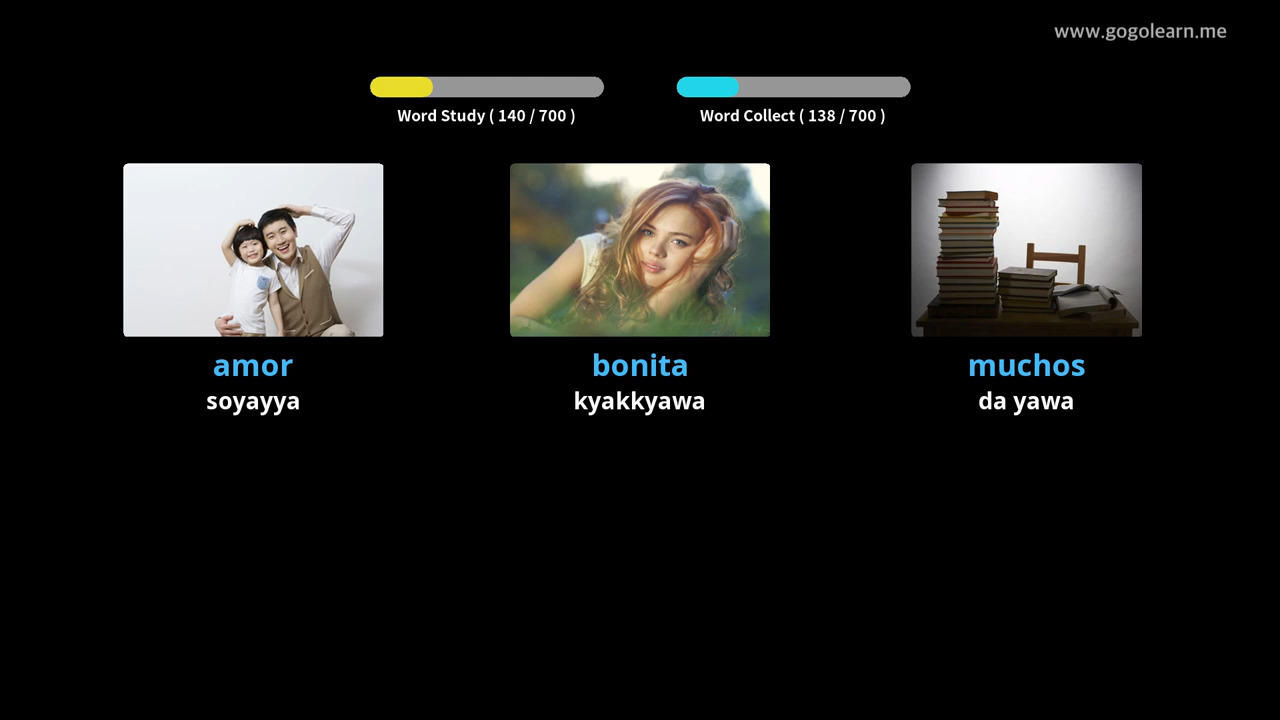 www.gogolearn.me
Word Study ( 140 / 700 )
Word Collect ( 138 / 700 )
amor
soyayya
bonita
kyakkyawa
muchos
da yawa